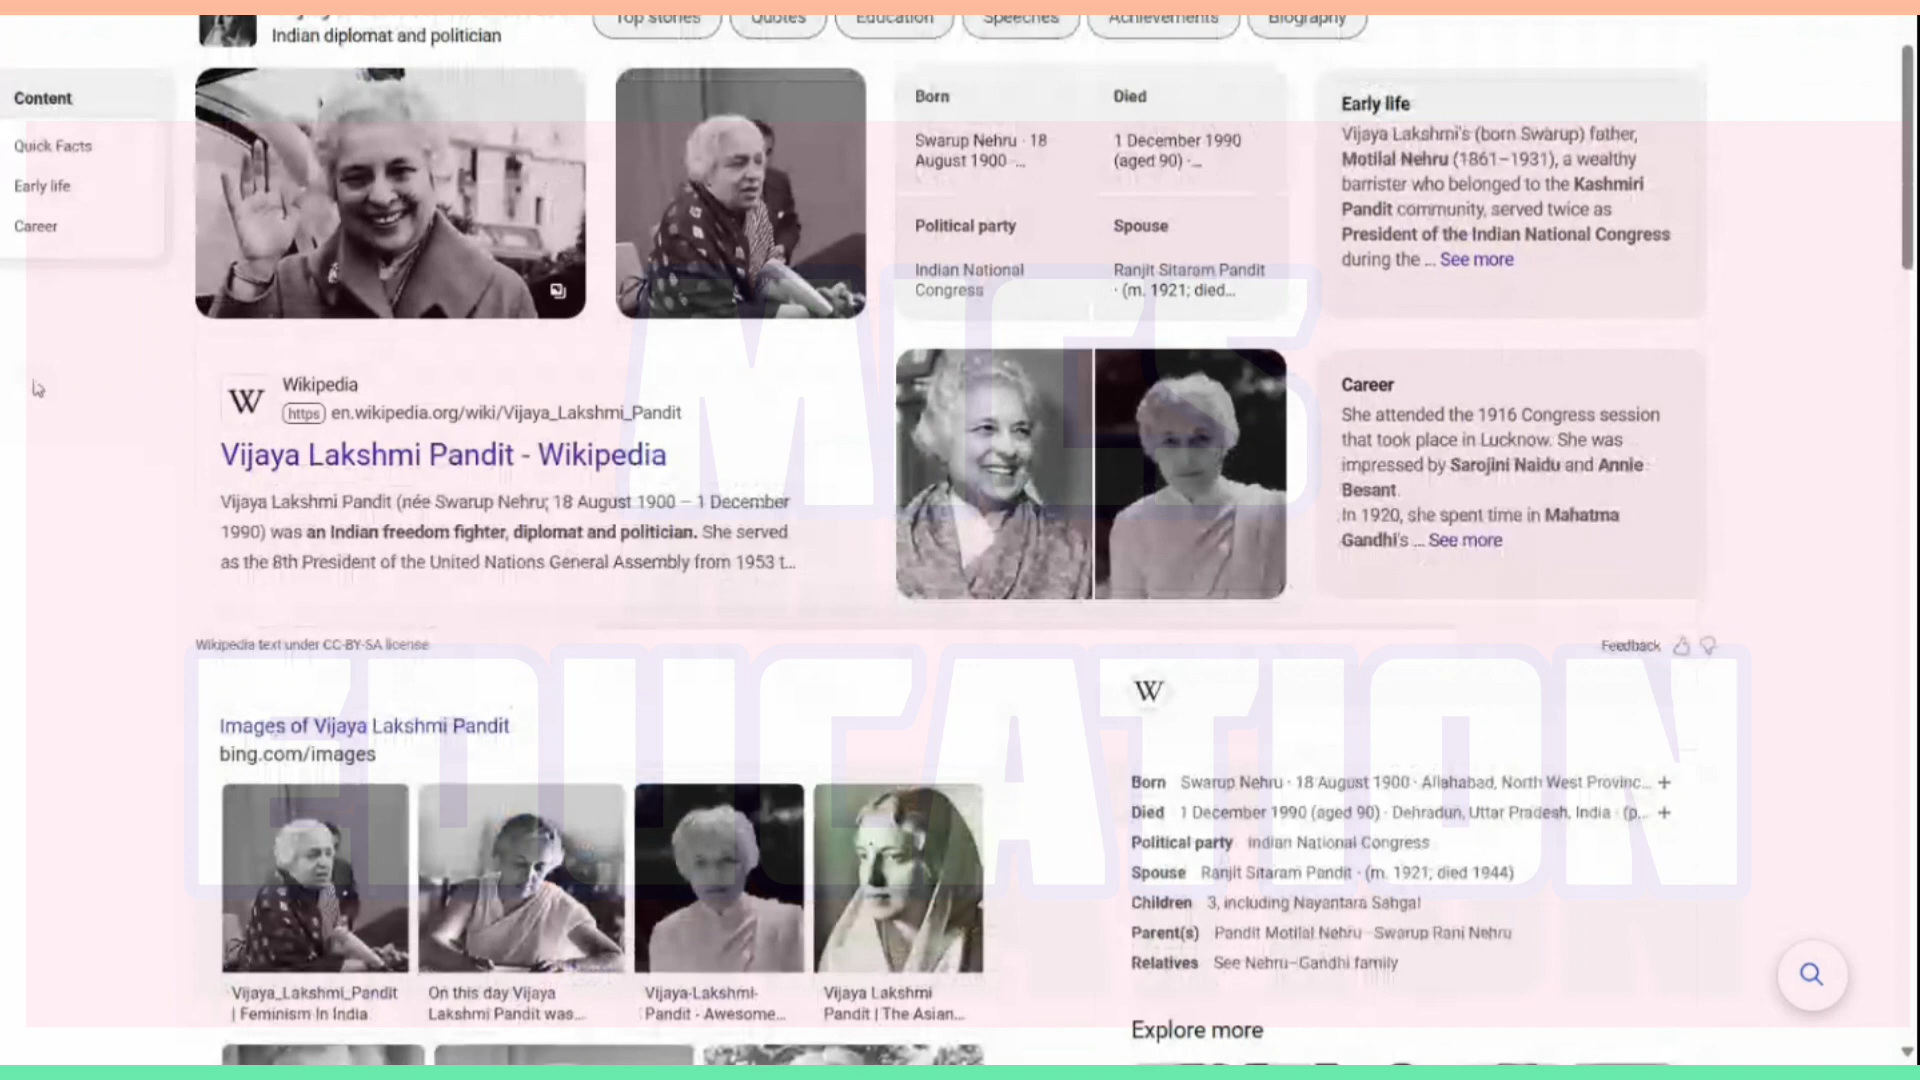 Top stories
Quotes
Education
Speeches
Achievements
Biography
Indian diplomat and politician
Content
Quick Facts
Early life
Career
Born
Swarup Nehru · 18
August 1900 ·...
Died
1 December 1990
(aged 90) ·...
Political party
Indian National
Congress
Spouse
Ranjit Sitaram Pandit
· (m. 1921; died...
Early life
Vijaya Lakshmi's (born Swarup) father,
Motilal Nehru (1861–1931), a wealthy
barrister who belonged to the Kashmiri
Pandit community, served twice as
President of the Indian National Congress
during the ... See more
Wikipedia
https en.wikipedia.org/wiki/Vijaya_Lakshmi_Pandit
Vijaya Lakshmi Pandit - Wikipedia
Vijaya Lakshmi Pandit (née Swarup Nehru; 18 August 1900 – 1 December
1990) was an Indian freedom fighter, diplomat and politician. She served
as the 8th President of the United Nations General Assembly from 1953 t...
Career
She attended the 1916 Congress session
that took place in Lucknow. She was
impressed by Sarojini Naidu and Annie
Besant.
In 1920, she spent time in Mahatma
Gandhi's ... See more
Wikipedia text under CC-BY-SA license
Feedback
MCS
EDUCATION
Images of Vijaya Lakshmi Pandit
bing.com/images
Vijaya_Lakshmi_Pandit
| Feminism In India
On this day Vijaya
Lakshmi Pandit was...
Vijaya-Lakshmi-
Pandit - Awesome...
Vijaya Lakshmi
Pandit | The Asian...
W
Born Swarup Nehru · 18 August 1900 · Allahabad, North West Provinc... +
Died 1 December 1990 (aged 90) · Dehradun, Uttar Pradesh, India · (p... +
Political party Indian National Congress
Spouse Ranjit Sitaram Pandit · (m. 1921; died 1944)
Children 3, including Nayantara Sahgal
Parent(s) Pandit Motilal Nehru Swarup Rani Nehru
Relatives See Nehru–Gandhi family
Explore more